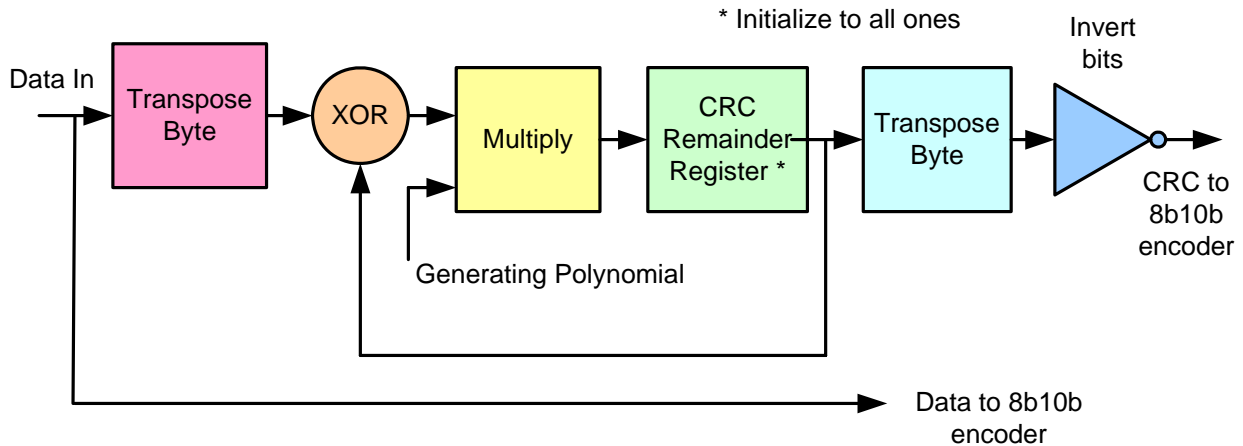 * Initialize to all ones
Invert
bits
Data In
Transpose
Byte
XOR
Multiply
CRC
Remainder
Register *
Transpose
Byte
CRC to
8b10b
encoder
Generating Polynomial
Data to 8b10b
encoder